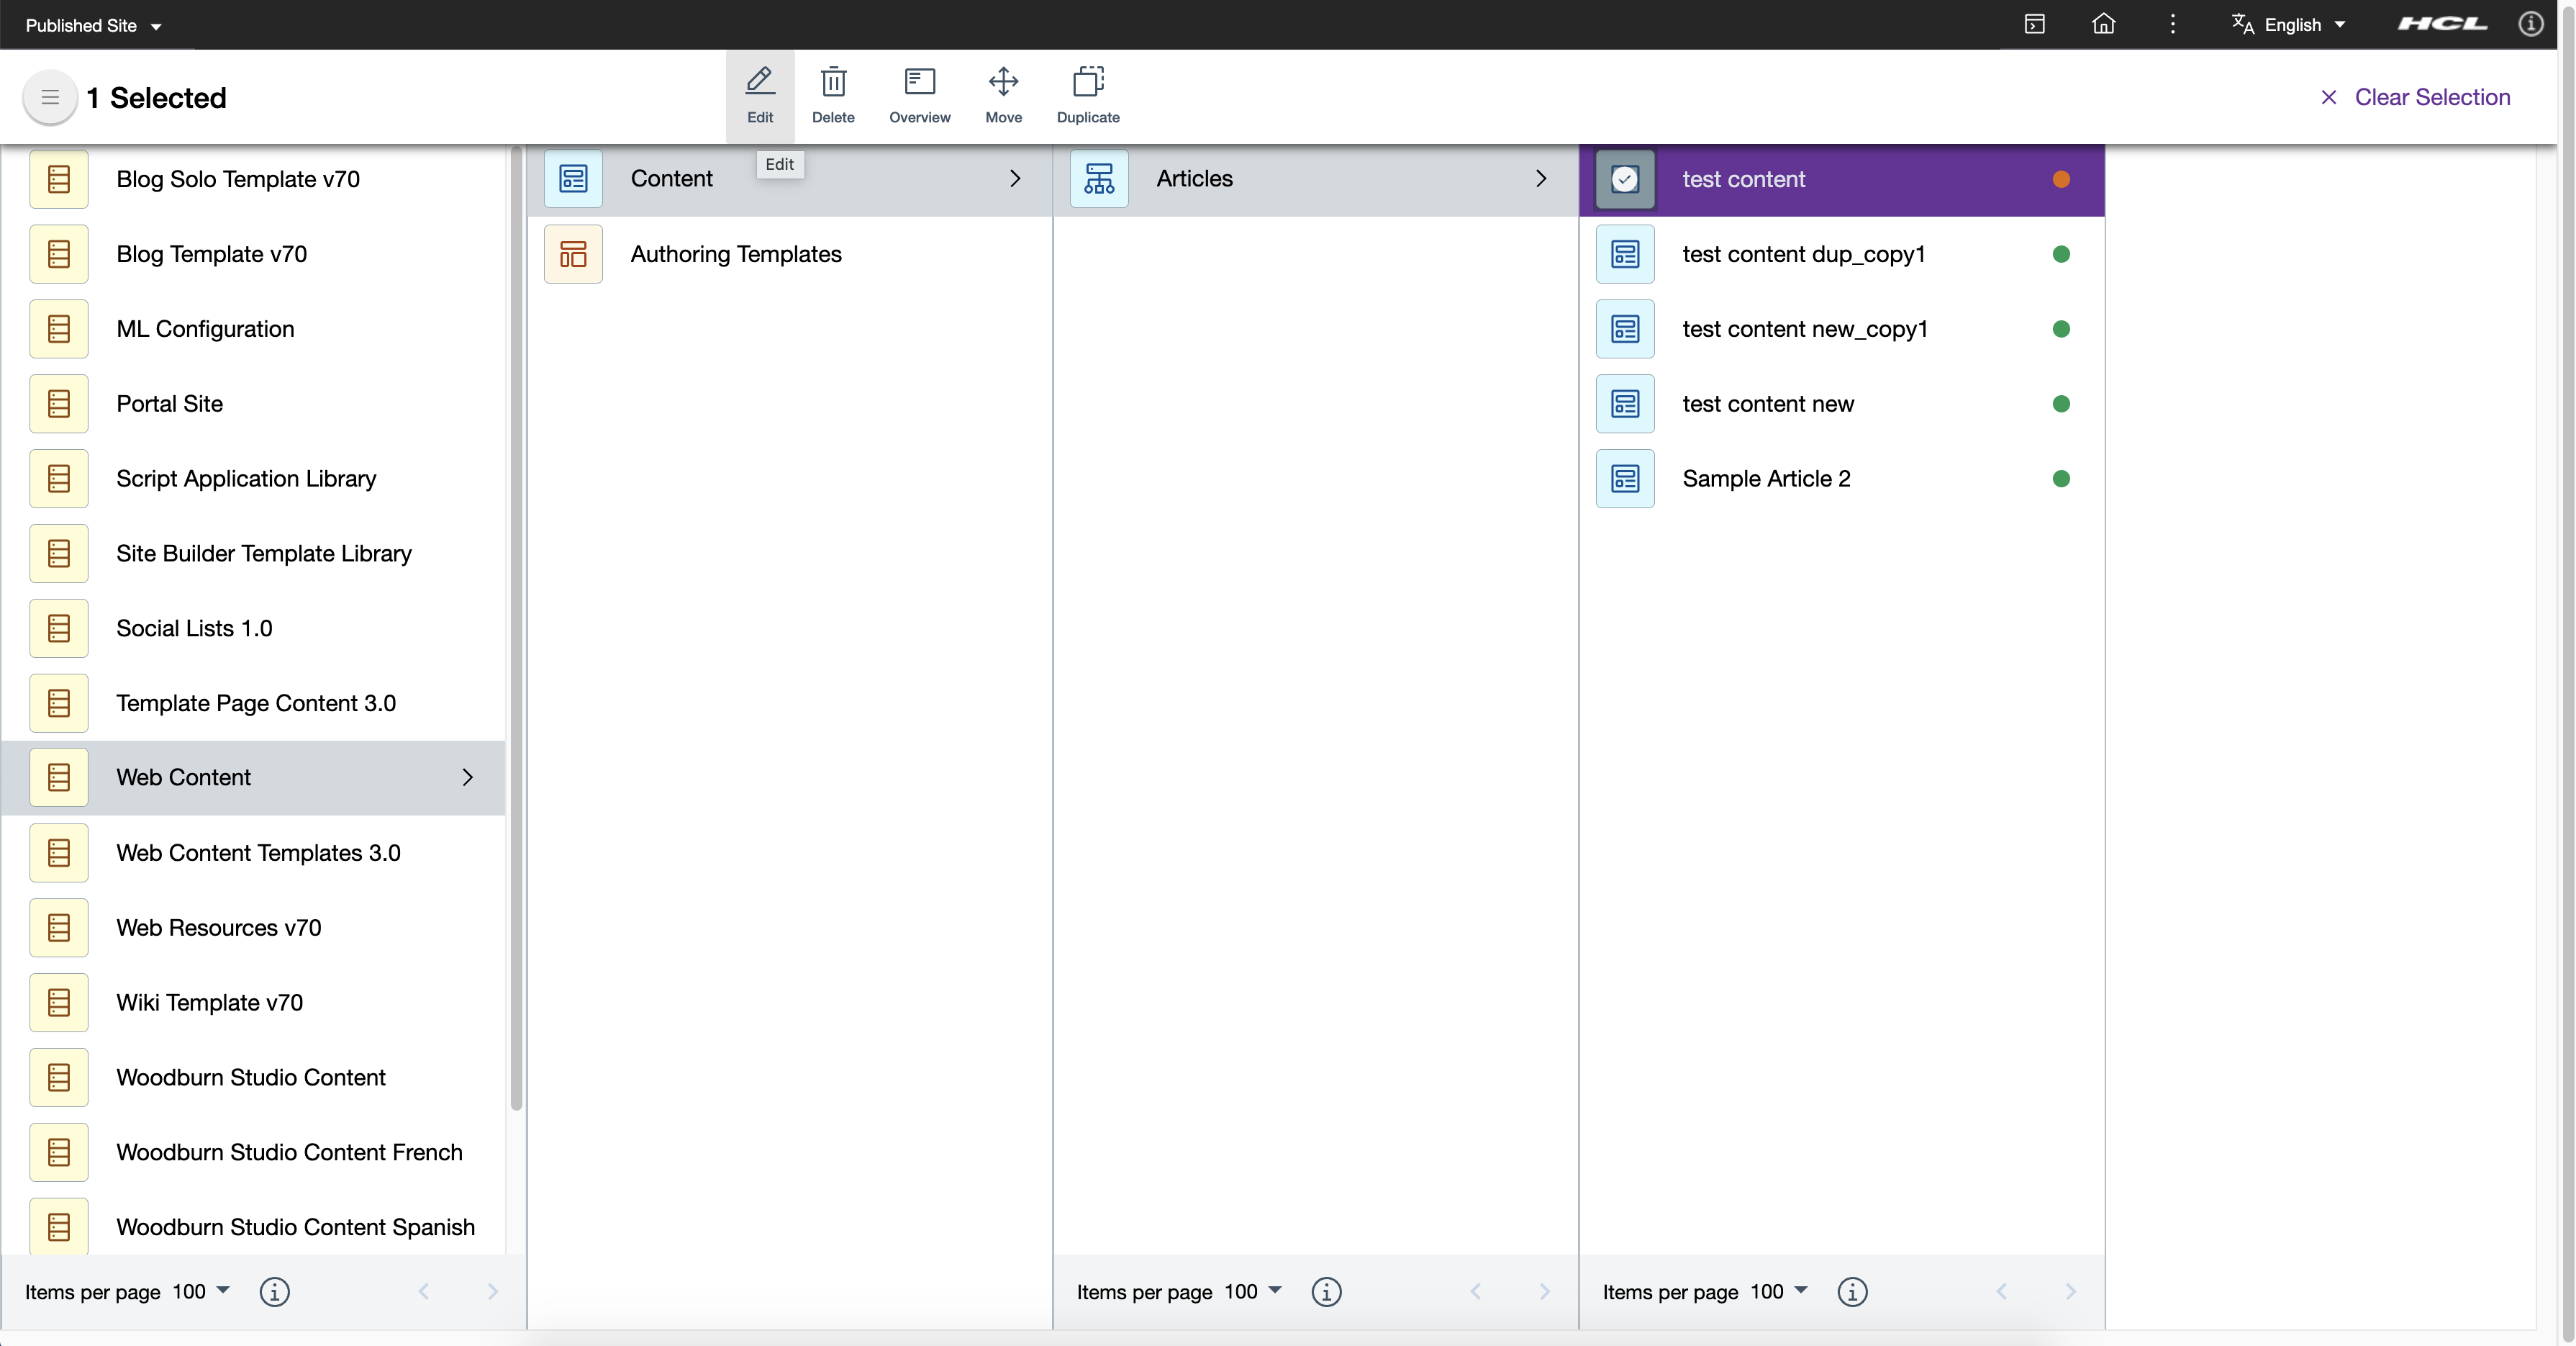 Published Site
English
HCL
1 Selected
Edit
Delete
Overview
Move
Duplicate
Clear Selection
Edit
Blog Solo Template v70
Blog Template v70
ML Configuration
Portal Site
Script Application Library
Site Builder Template Library
Social Lists 1.0
Template Page Content 3.0
Web Content
Web Content Templates 3.0
Web Resources v70
Wiki Template v70
Woodburn Studio Content
Woodburn Studio Content French
Woodburn Studio Content Spanish
Items per page 100
Content
Authoring Templates
Articles
Items per page 100
test content
test content dup_copy1
test content new_copy1
test content new
Sample Article 2
Items per page 100